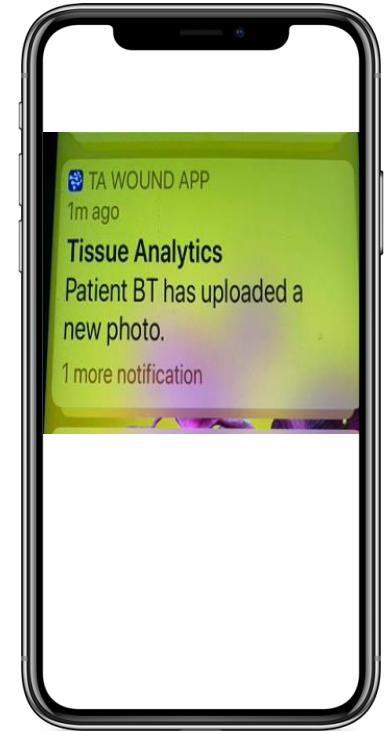 TA WOUND APP
1m ago
Tissue Analytics
Patient BT has uploaded a
new photo.
1 more notification